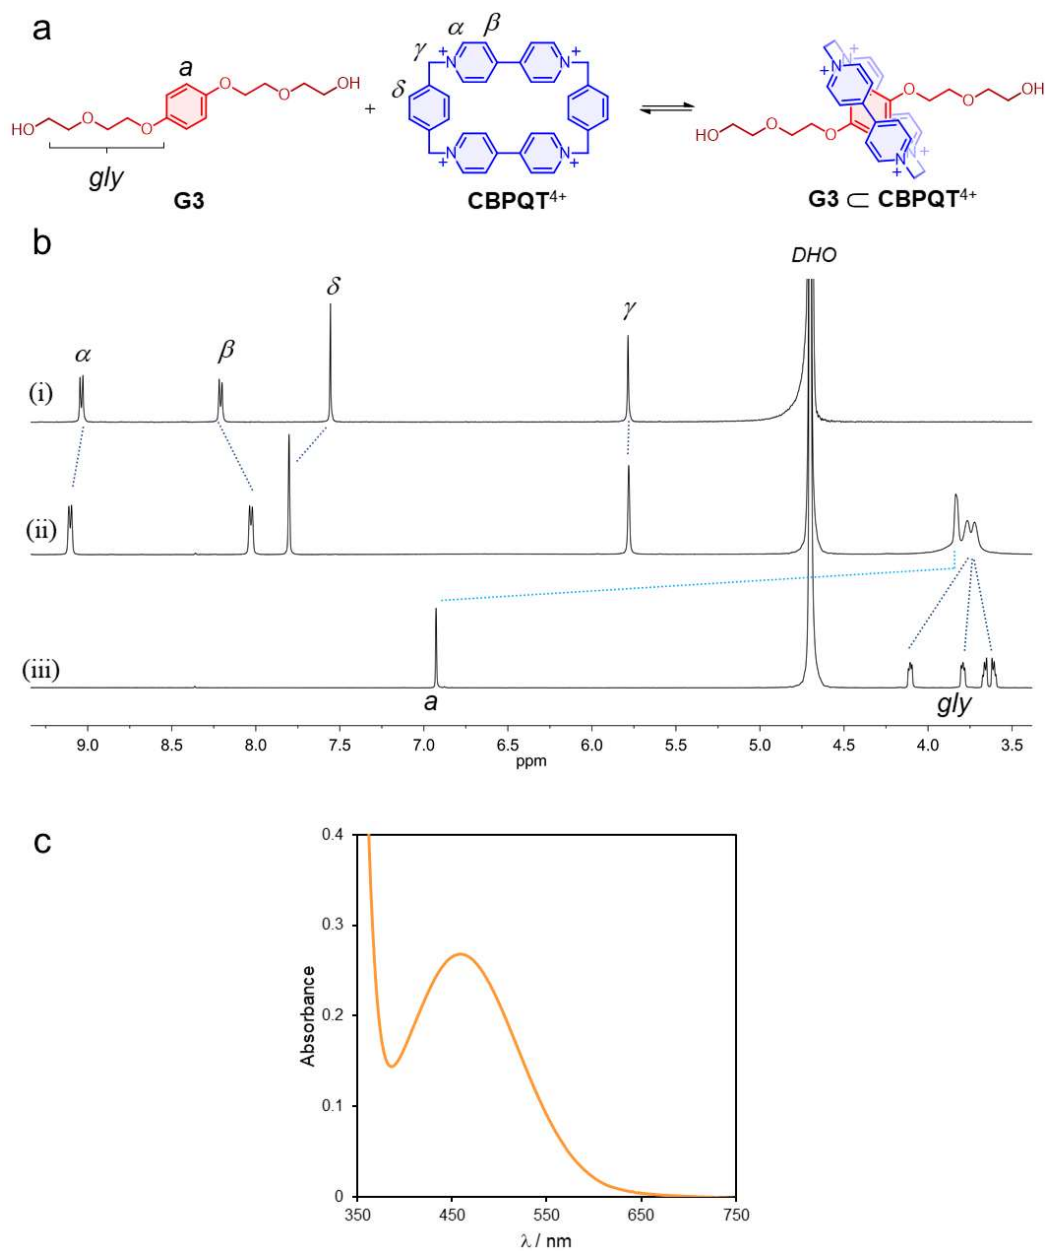 a
a
O
O
OH
HO
O
O
gly
G3
+
α β
γ
δ
+
N
N
+
+
N
N
+
CBPQT4+
+
N
N
+
O
O
OH
HO
O
O
N
+
N
+
G3 ⊂ CBPQT4+
b
DHO
α
β
δ
γ
(i)
(ii)
(iii)
a
gly
9.0 8.5 8.0 7.5 7.0 6.5 6.0 5.5 5.0 4.5 4.0 3.5
ppm
c
0.4
0.3
0.2
0.1
0
Absorbance
350 450 550 650 750
λ / nm